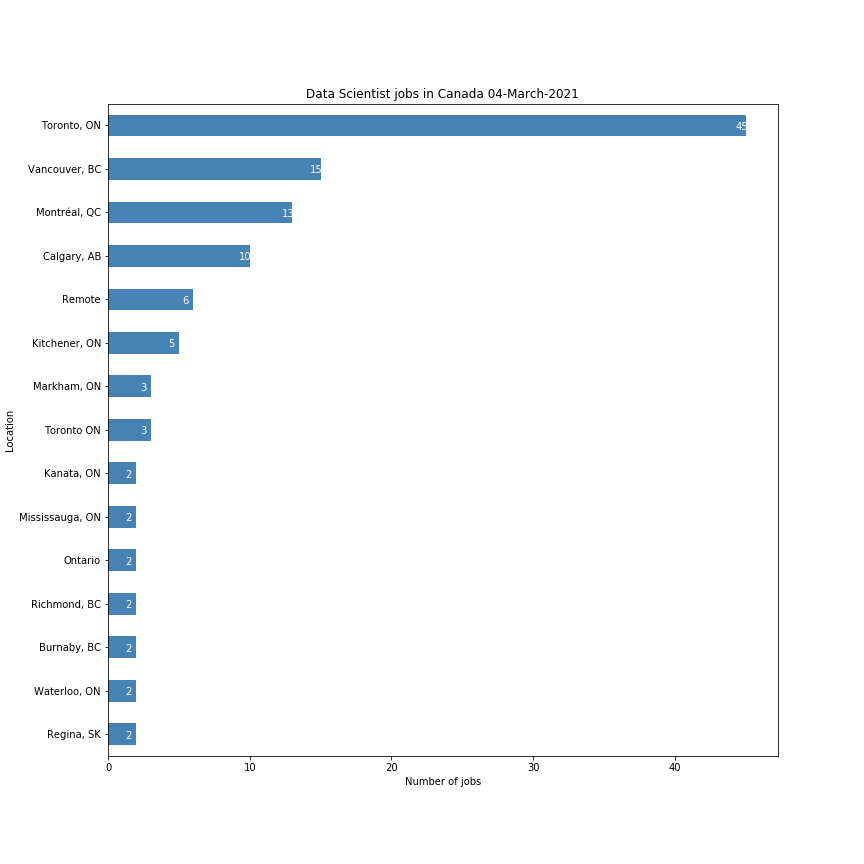 Data Scientist jobs in Canada 04-March-2021
Toronto, ON 45
Vancouver, BC 15
Montréal, QC 13
Calgary, AB 10
Remote 6
Kitchener, ON 5
Markham, ON 3
Toronto ON 3
Kanata, ON 2
Mississauga, ON 2
Ontario 2
Richmond, BC 2
Burnaby, BC 2
Waterloo, ON 2
Regina, SK 2
Location
0 10 20 30 40
Number of jobs